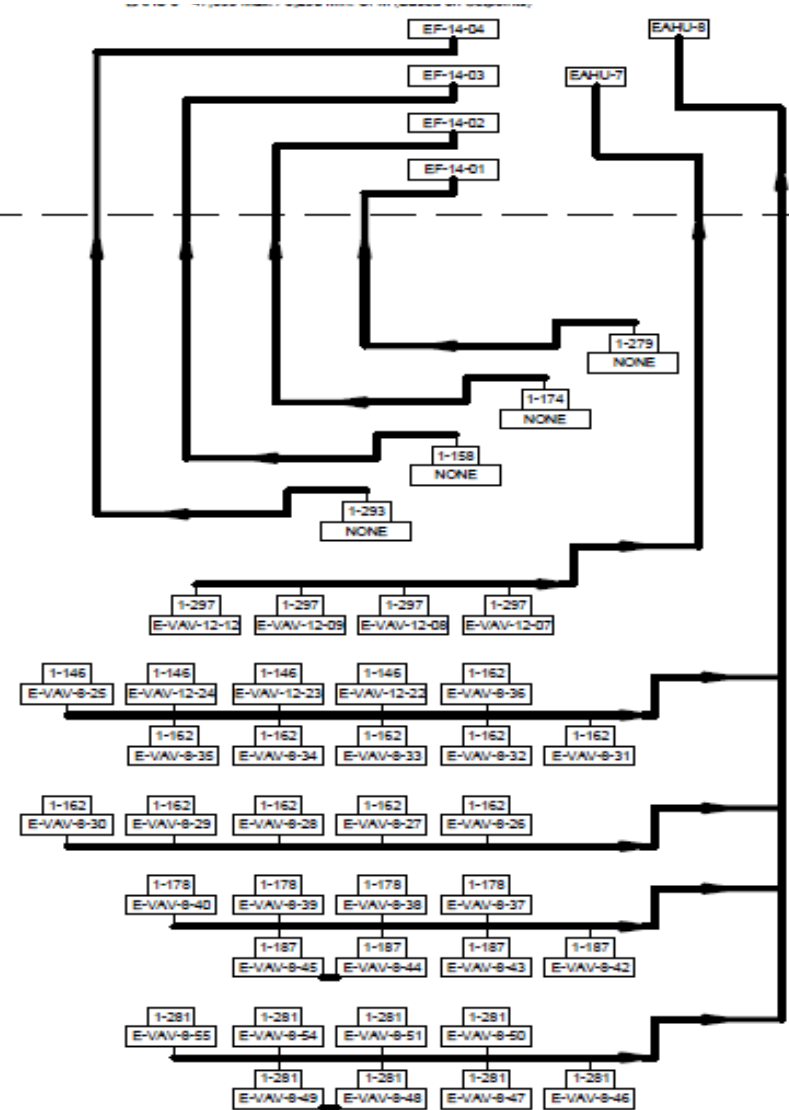 EF-14-04
EAHU-8
EF-14-03
EAHU-7
EF-14-02
EF-14-01
1-279
NONE
1-174
NONE
1-158
NONE
1-293
NONE
1-297 1-297 1-297 1-297
E-VAV-12-12 E-VAV-12-09 E-VAV-12-08 E-VAV-12-07
1-146 1-146 1-146 1-146 1-162
E-VAV-8-25 E-VAV-12-24 E-VAV-12-23 E-VAV-12-22 E-VAV-8-36
1-162 1-162 1-162 1-162 1-162
E-VAV-8-35 E-VAV-8-34 E-VAV-8-33 E-VAV-8-32 E-VAV-8-31
1-162 1-162 1-162 1-162 1-162
E-VAV-8-30 E-VAV-8-29 E-VAV-8-28 E-VAV-8-27 E-VAV-8-26
1-178 1-178 1-178 1-178
E-VAV-8-40 E-VAV-8-39 E-VAV-8-38 E-VAV-8-37
1-187 1-187 1-187 1-187
E-VAV-8-45 E-VAV-8-44 E-VAV-8-43 E-VAV-8-42
1-281 1-281 1-281 1-281
E-VAV-8-55 E-VAV-8-54 E-VAV-8-51 E-VAV-8-50
1-281 1-281 1-281 1-281
E-VAV-8-49 E-VAV-8-48 E-VAV-8-47 E-VAV-8-46